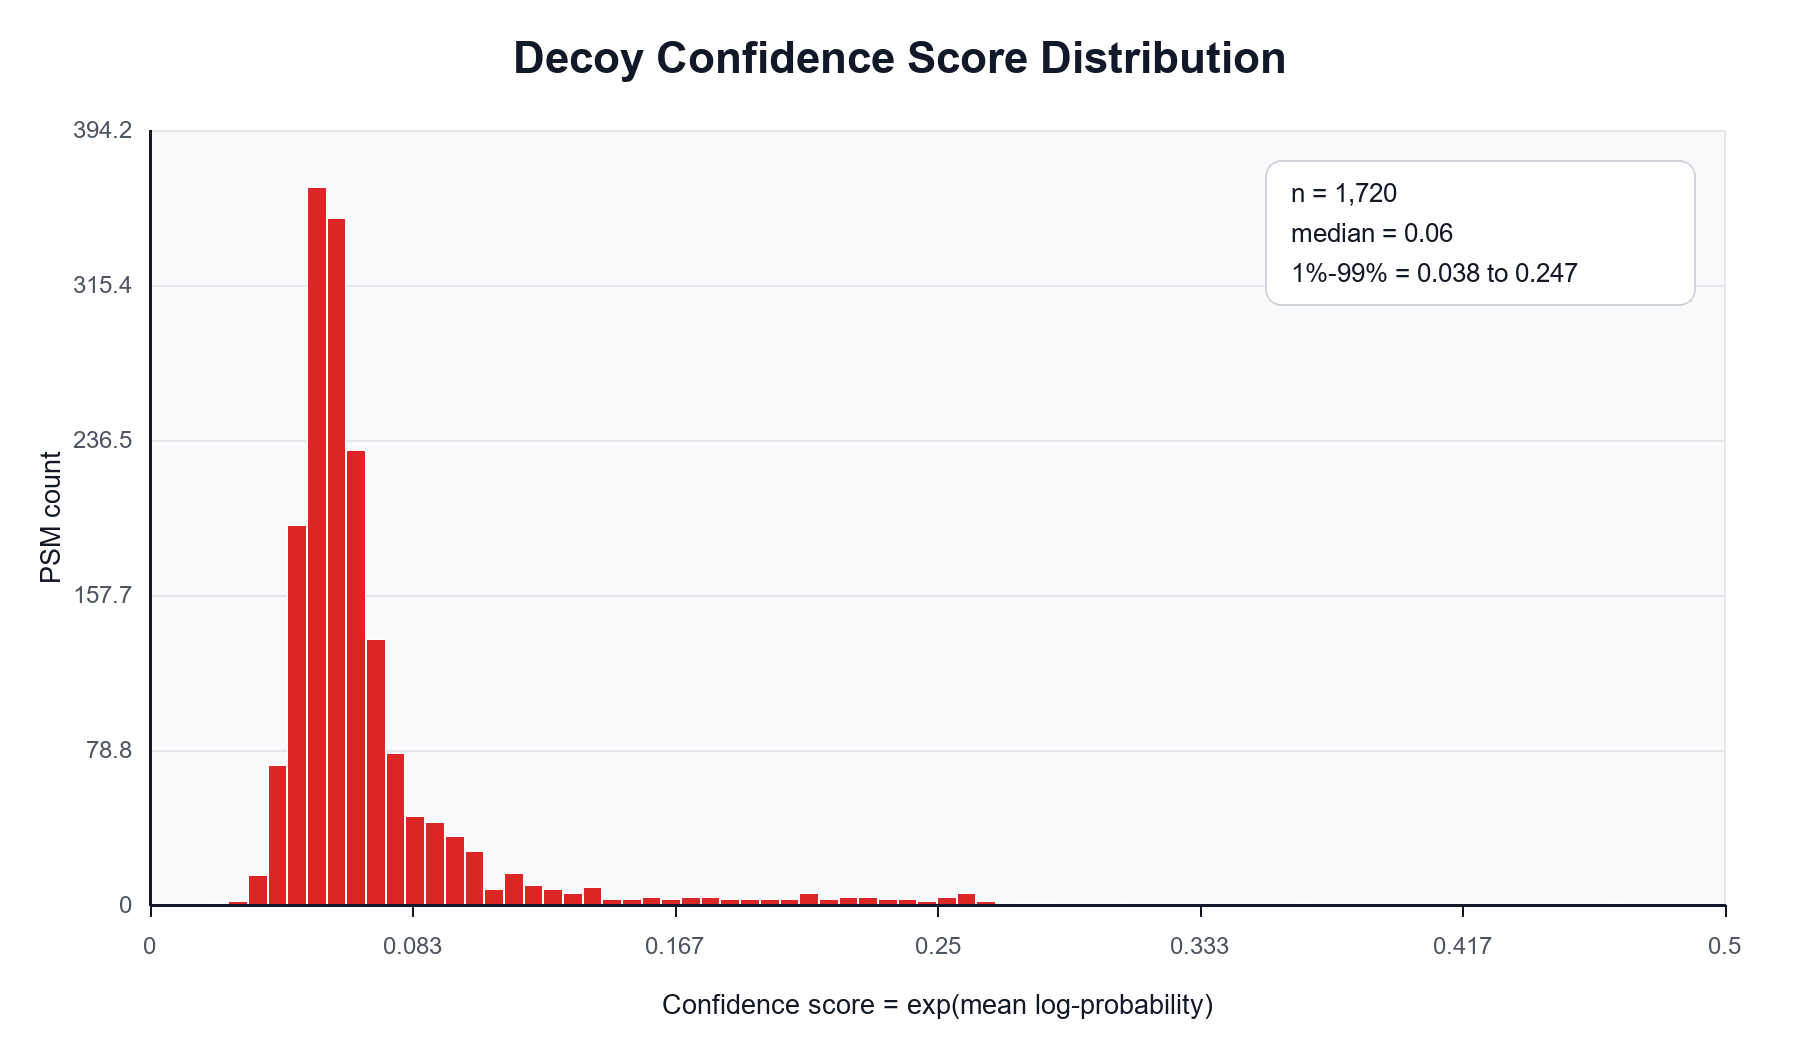 Decoy Confidence Score Distribution
394.2
315.4
236.5
157.7
78.8
0
PSM count
n = 1,720
median = 0.06
1%-99% = 0.038 to 0.247
0 0.083 0.167 0.25 0.333 0.417 0.5
Confidence score = exp(mean log-probability)